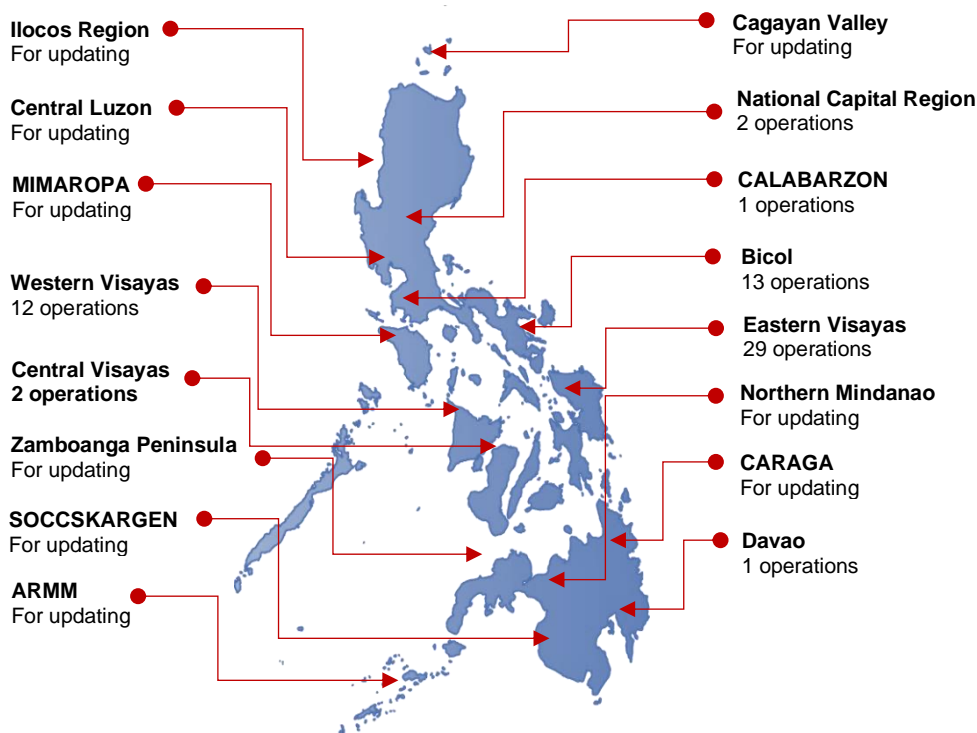 Ilocos Region
For updating
Central Luzon
For updating
MIMAROPA
For updating
Western Visayas
12 operations
Central Visayas
2 operations
Zamboanga Peninsula
For updating
SOCCSKARGEN
For updating
ARMM
For updating
Cagayan Valley
For updating
National Capital Region
2 operations
CALABARZON
1 operations
Bicol
13 operations
Eastern Visayas
29 operations
Northern Mindanao
For updating
CARAGA
For updating
Davao
1 operations